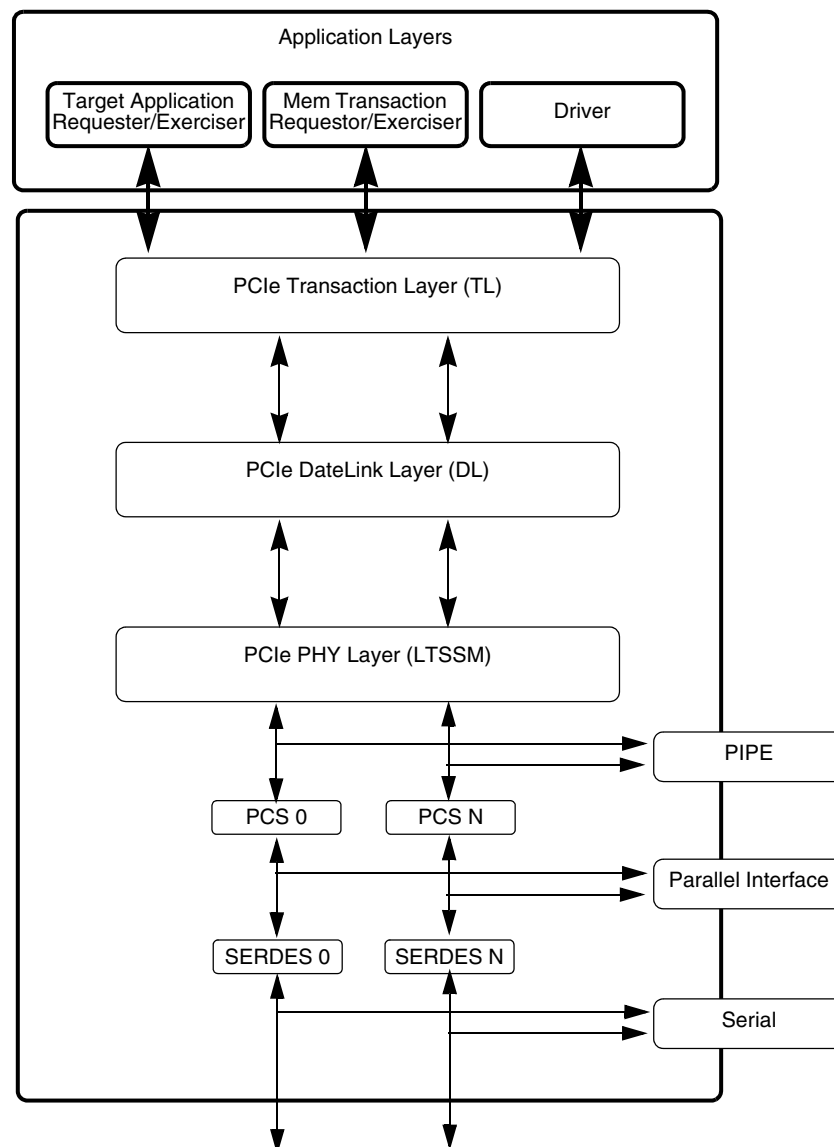 Application Layers
Target Application
Requester/Exerciser
Mem Transaction
Requestor/Exerciser
Driver
PCIe Transaction Layer (TL)
PCIe DateLink Layer (DL)
PCIe PHY Layer (LTSSM)
PIPE
PCS 0
PCS N
Parallel Interface
SERDES 0
SERDES N
Serial